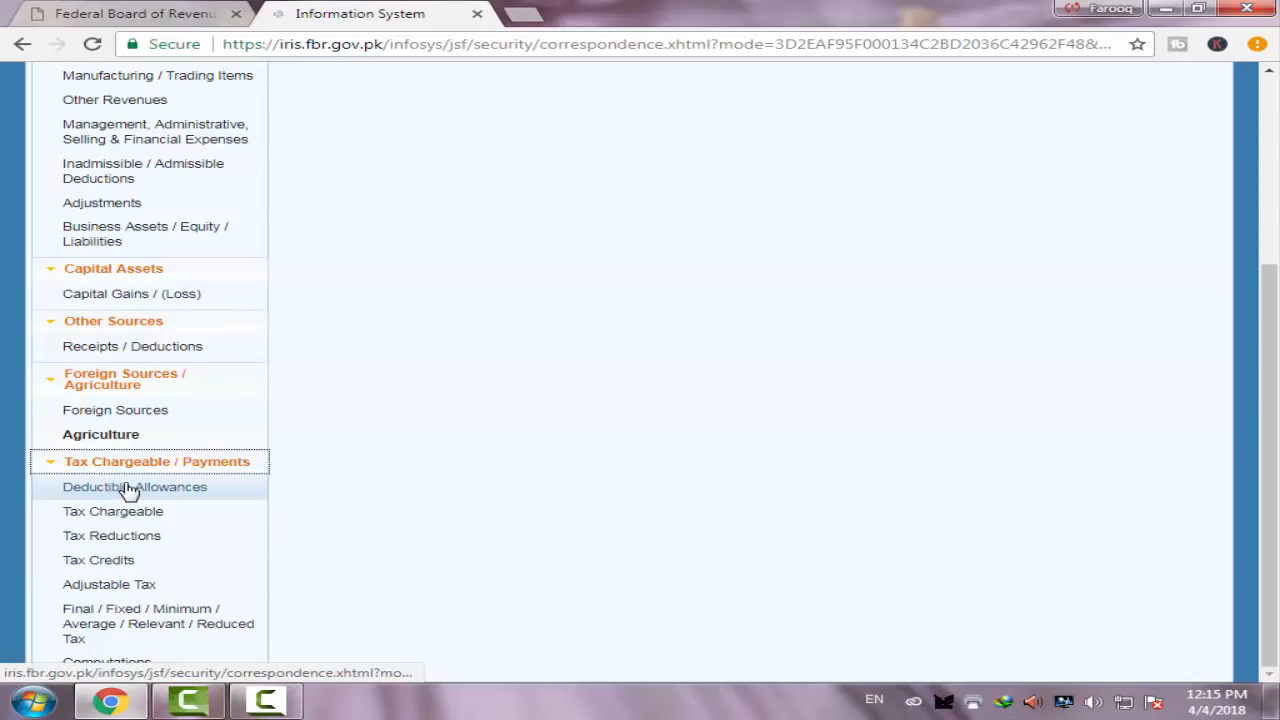 Federal Board of Revenu
Information System
Farooq
Secure
https://iris.fbr.gov.pk/infosys/jsf/security/correspondence.xhtml?mode=3D2EAF95F000134C2BD2036C42962F48&...
Manufacturing / Trading Items
Other Revenues
Management, Administrative,
Selling & Financial Expenses
Inadmissible / Admissible
Deductions
Adjustments
Business Assets / Equity /
Liabilities
Capital Assets
Capital Gains / (Loss)
Other Sources
Receipts / Deductions
Foreign Sources /
Agriculture
Foreign Sources
Agriculture
Tax Chargeable / Payments
Deductible Allowances
Tax Chargeable
Tax Reductions
Tax Credits
Adjustable Tax
Final / Fixed / Minimum /
Average / Relevant / Reduced
Tax
Computations
iris.fbr.gov.pk/infosys/jsf/security/correspondence.xhtml?mo...
EN
12:15 PM
4/4/2018